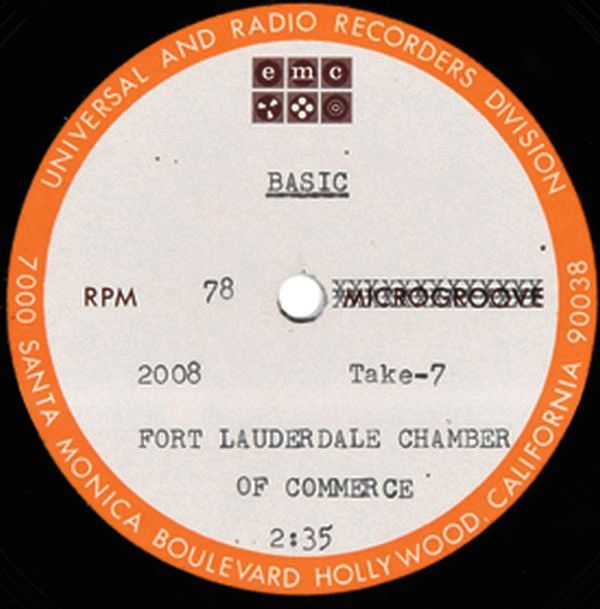 UNIVERSAL AND RADIO RECORDERS DIVISION
emc
BASIC
RPM 78 MICROGROOVE
2008 Take-7
FORT LAUDERDALE CHAMBER
OF COMMERCE
2:35
7000 SANTA MONICA BOULEVARD HOLLYWOOD, CALIFORNIA 90038